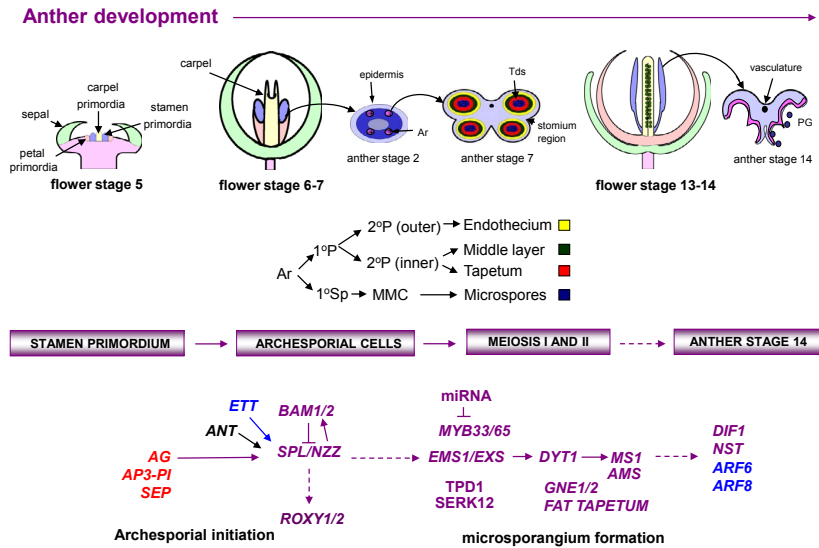 Anther development
carpel
primordia
sepal
stamen
primordia
petal
primordia
flower stage 5
carpel
flower stage 6-7
epidermis
Ar
anther stage 2
Tds
stomium
region
anther stage 7
flower stage 13-14
vasculature
PG
anther stage 14
Ar
1ºP
2ºP (outer)
Endothecium
2ºP (inner)
Middle layer
Tapetum
1ºSp
MMC
Microspores
STAMEN PRIMORDIUM
ARCHESPORIAL CELLS
MEIOSIS I AND II
ANTHER STAGE 14
ETT
ANT
AG
AP3-PI
SEP
BAM1/2
SPL/NZZ
ROXY1/2
Archesporial initiation
miRNA
MYB33/65
EMS1/EXS
TPD1
SERK12
DYT1
GNE1/2
FAT TAPETUM
MS1
AMS
microsporangium formation
DIF1
NST
ARF6
ARF8